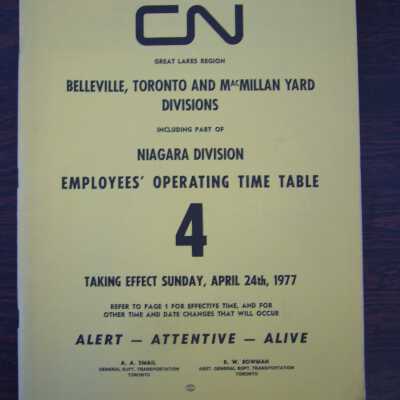 CN
GREAT LAKES REGION
BELLEVILLE, TORONTO AND MACMILLAN YARD
DIVISIONS
INCLUDING PART OF
NIAGARA DIVISION
EMPLOYEES' OPERATING TIME TABLE
4
TAKING EFFECT SUNDAY, APRIL 24th, 1977
REFER TO PAGE 1 FOR EFFECTIVE TIME, AND FOR
OTHER TIME AND DATE CHANGES THAT WILL OCCUR
ALERT — ATTENTIVE — ALIVE
A. A. SMAIL
GENERAL SUPT. TRANSPORTATION
TORONTO
R. W. BOWMAN
ASST. GENERAL SUPT. TRANSPORTATION
TORONTO